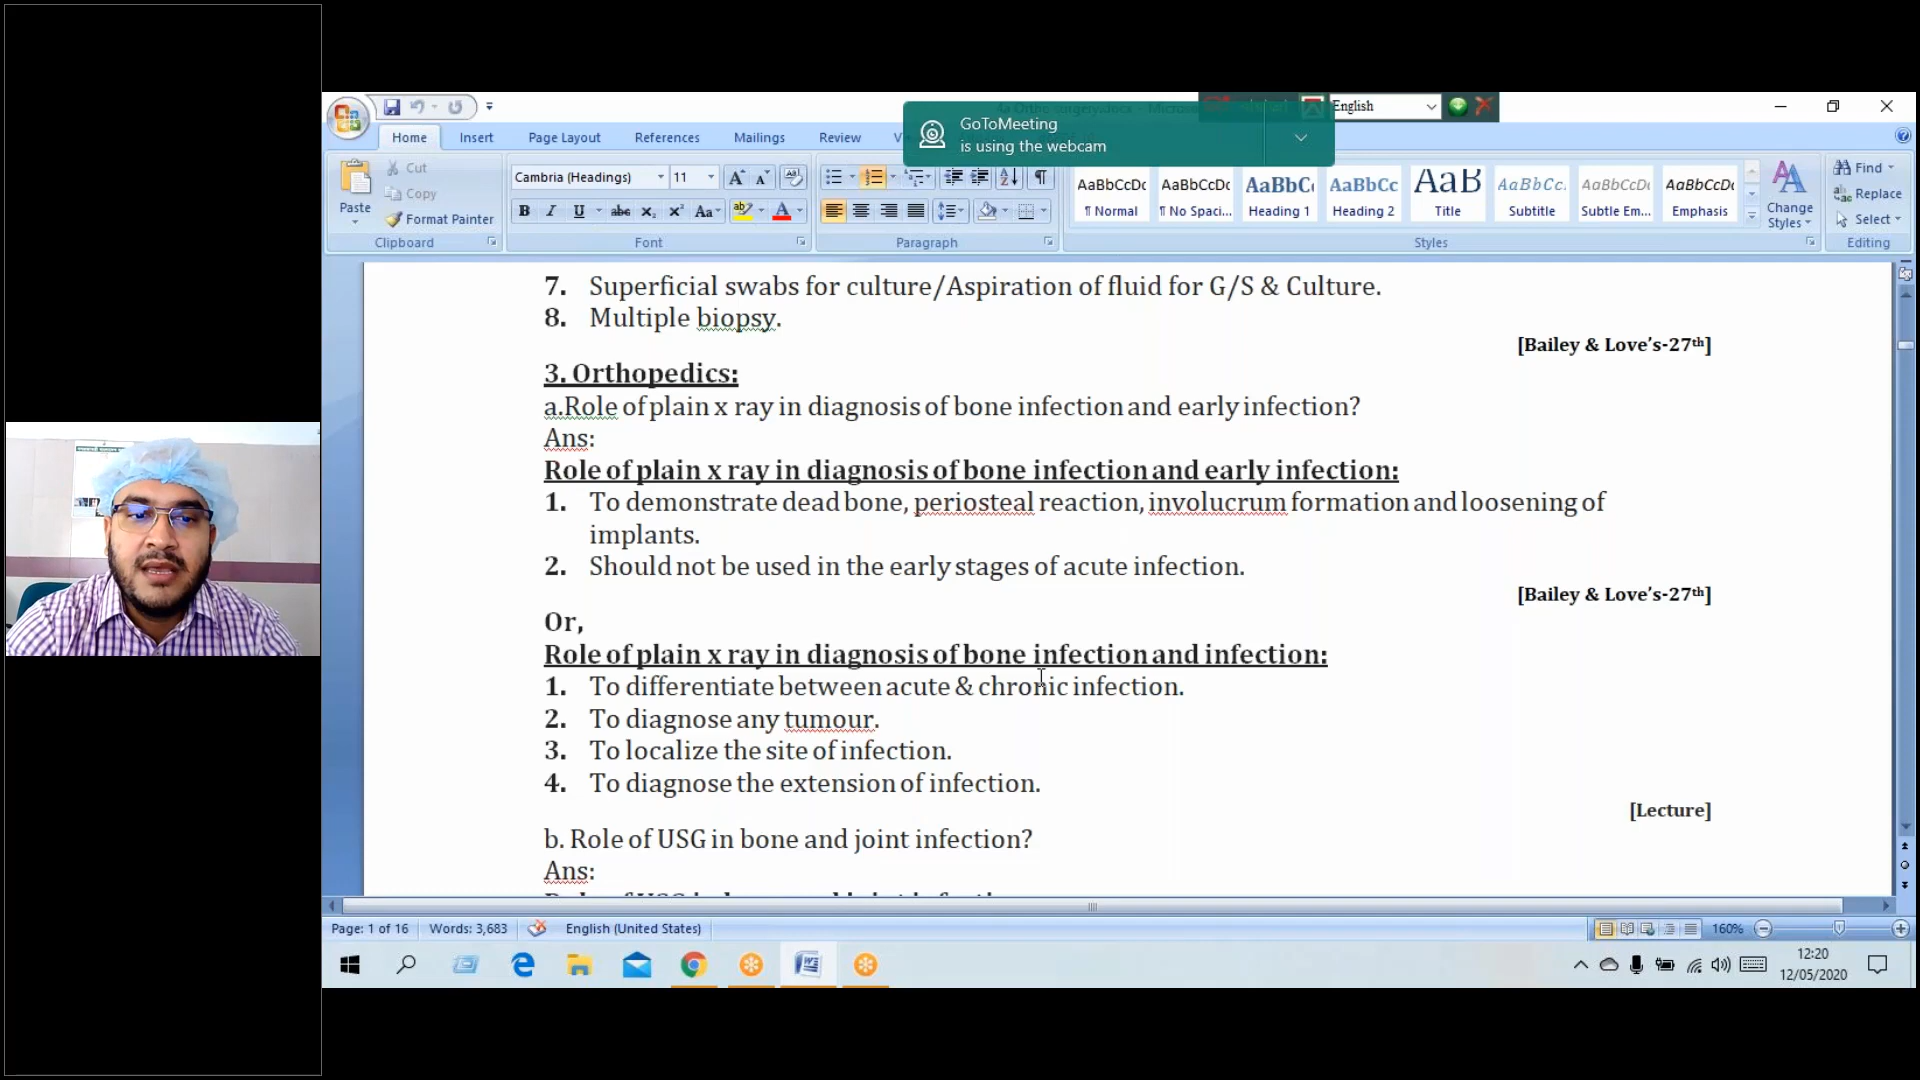 GoToMeeting
is using the webcam
English
Home Insert Page Layout References Mailings Review
Paste
Cut
Copy
Format Painter
Clipboard
Cambria (Headings) 11
Font
Paragraph
AaBbCcDc AaBbCcDc AaBbCc AaBbCc AaB AaBbCc. AaBbCcDc AaBbCcDc
¶ Normal ¶ No Spaci... Heading 1 Heading 2 Title Subtitle Subtle Em... Emphasis
Styles
Change
Styles
Find
Replace
Select
Editing
7. Superficial swabs for culture/Aspiration of fluid for G/S & Culture.
8. Multiple biopsy.
[Bailey & Love’s-27th]
3. Orthopedics:
a.Role of plain x ray in diagnosis of bone infection and early infection?
Ans:
Role of plain x ray in diagnosis of bone infection and early infection:
1. To demonstrate dead bone, periosteal reaction, involucrum formation and loosening of
implants.
2. Should not be used in the early stages of acute infection.
[Bailey & Love’s-27th]
Or,
Role of plain x ray in diagnosis of bone infection and infection:
1. To differentiate between acute & chronic infection.
2. To diagnose any tumour.
3. To localize the site of infection.
4. To diagnose the extension of infection.
[Lecture]
b. Role of USG in bone and joint infection?
Ans:
Page: 1 of 16 Words: 3,683 English (United States) 160%
12:20
12/05/2020